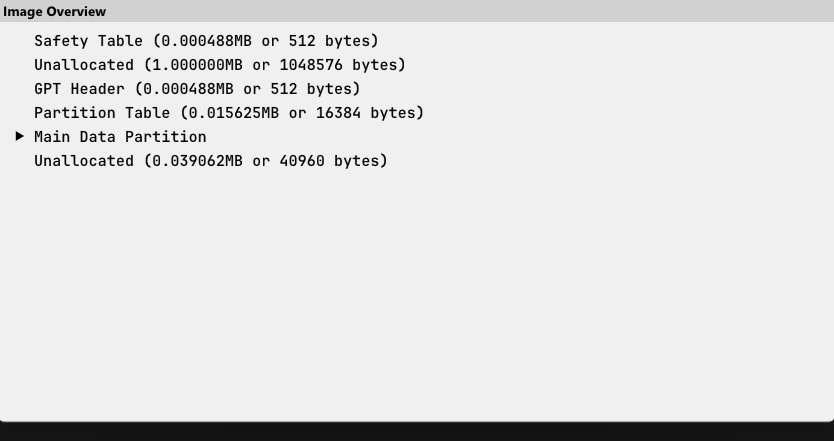 Image Overview
Safety Table (0.000488MB or 512 bytes)
Unallocated (1.000000MB or 1048576 bytes)
GPT Header (0.000488MB or 512 bytes)
Partition Table (0.015625MB or 16384 bytes)
Main Data Partition
Unallocated (0.039062MB or 40960 bytes)